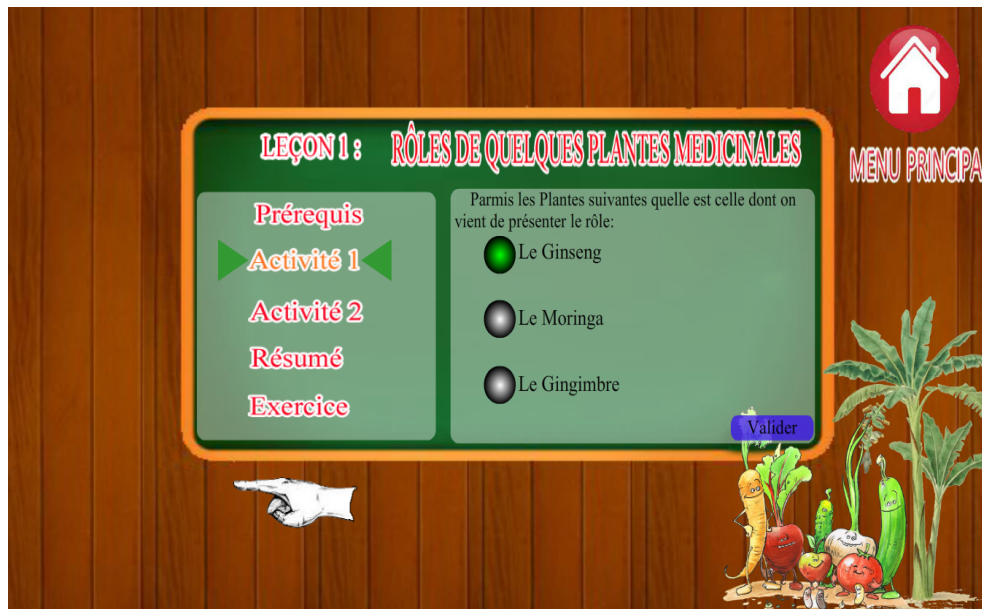 LEÇON 1 : RÔLES DE QUELQUES PLANTES MEDICINALES
MENU PRINCIPA
Prérequis
Activité 1
Activité 2
Résumé
Exercice
Parmis les Plantes suivantes quelle est celle dont on
vient de présenter le rôle:
Le Ginseng
Le Moringa
Le Gingimbre
Valider